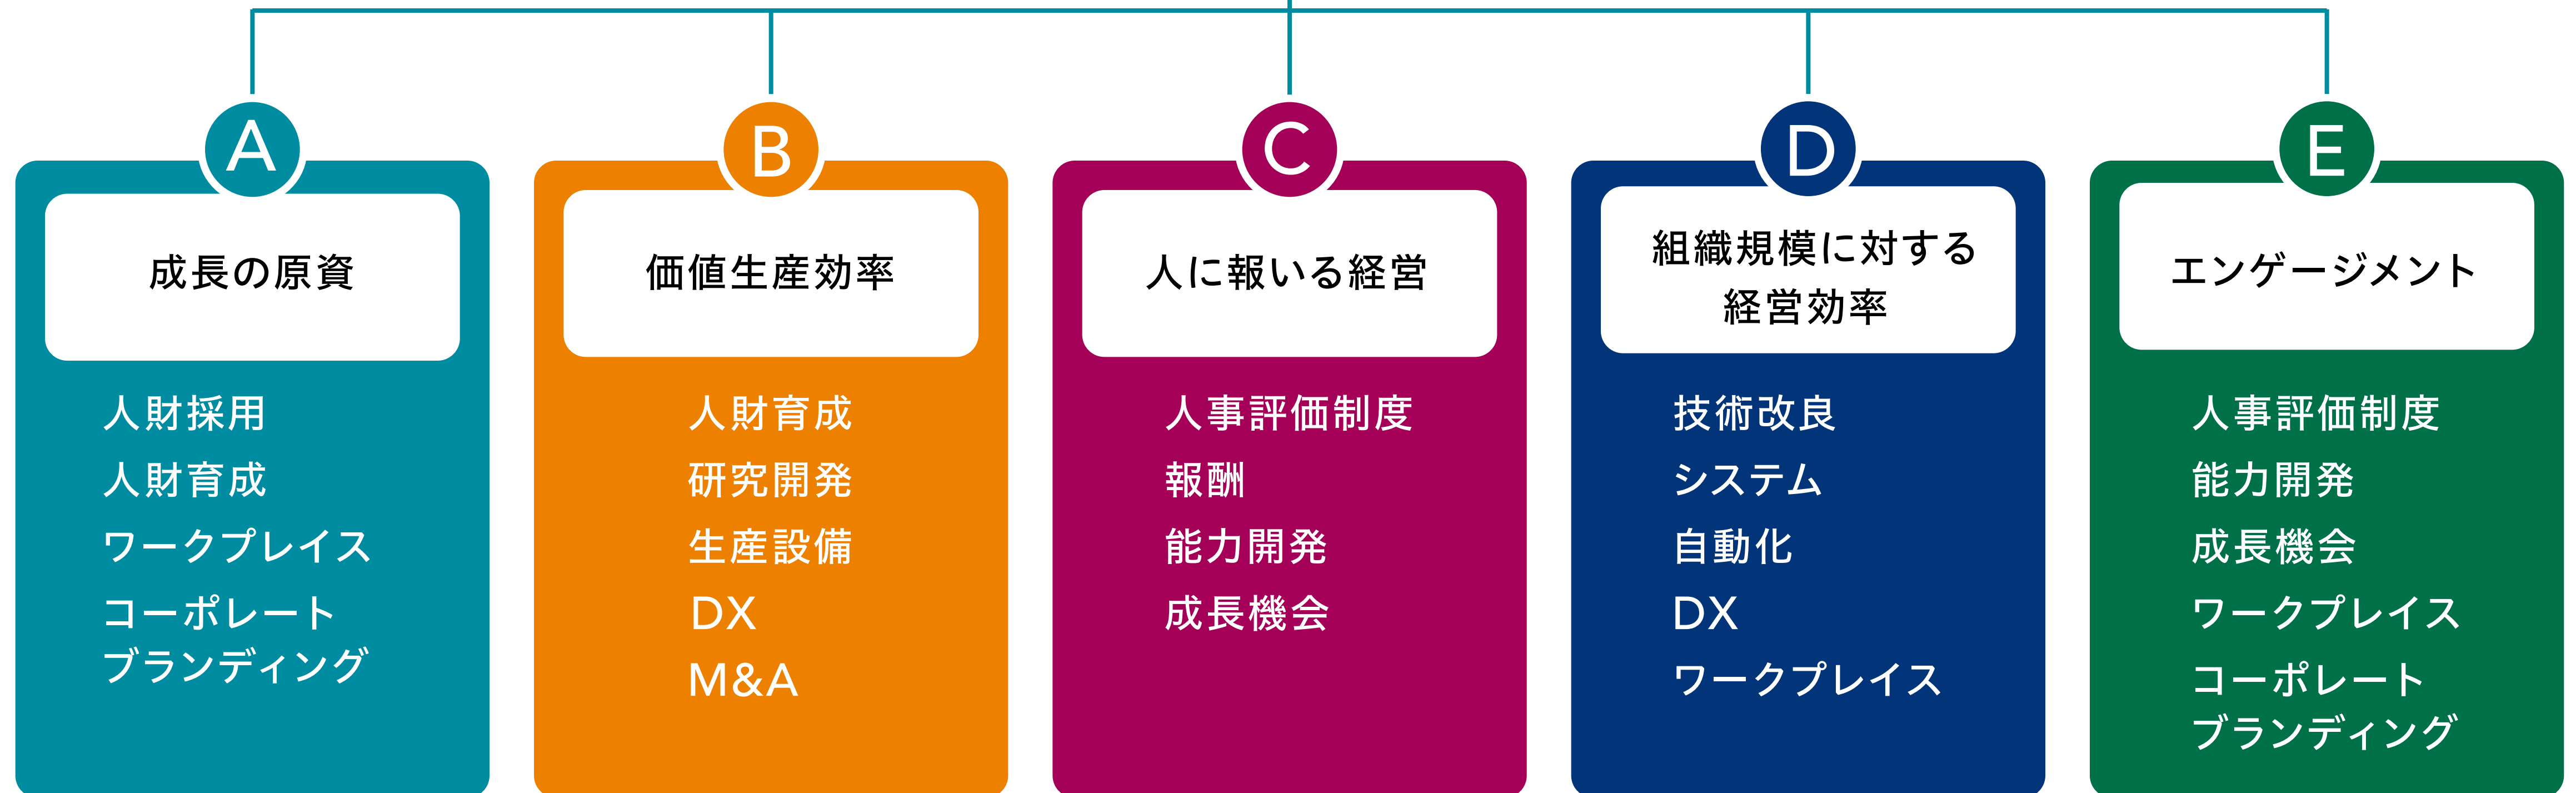 A
成長の原資
人財採用
人財育成
ワークプレイス
コーポレート
ブランディング
B
価値生産効率
人財育成
研究開発
生産設備
DX
M&A
C
人に報いる経営
人事評価制度
報酬
能力開発
成長機会
D
組織規模に対する
経営効率
技術改良
システム
自動化
DX
ワークプレイス
E
エンゲージメント
人事評価制度
能力開発
成長機会
ワークプレイス
コーポレート
ブランディング